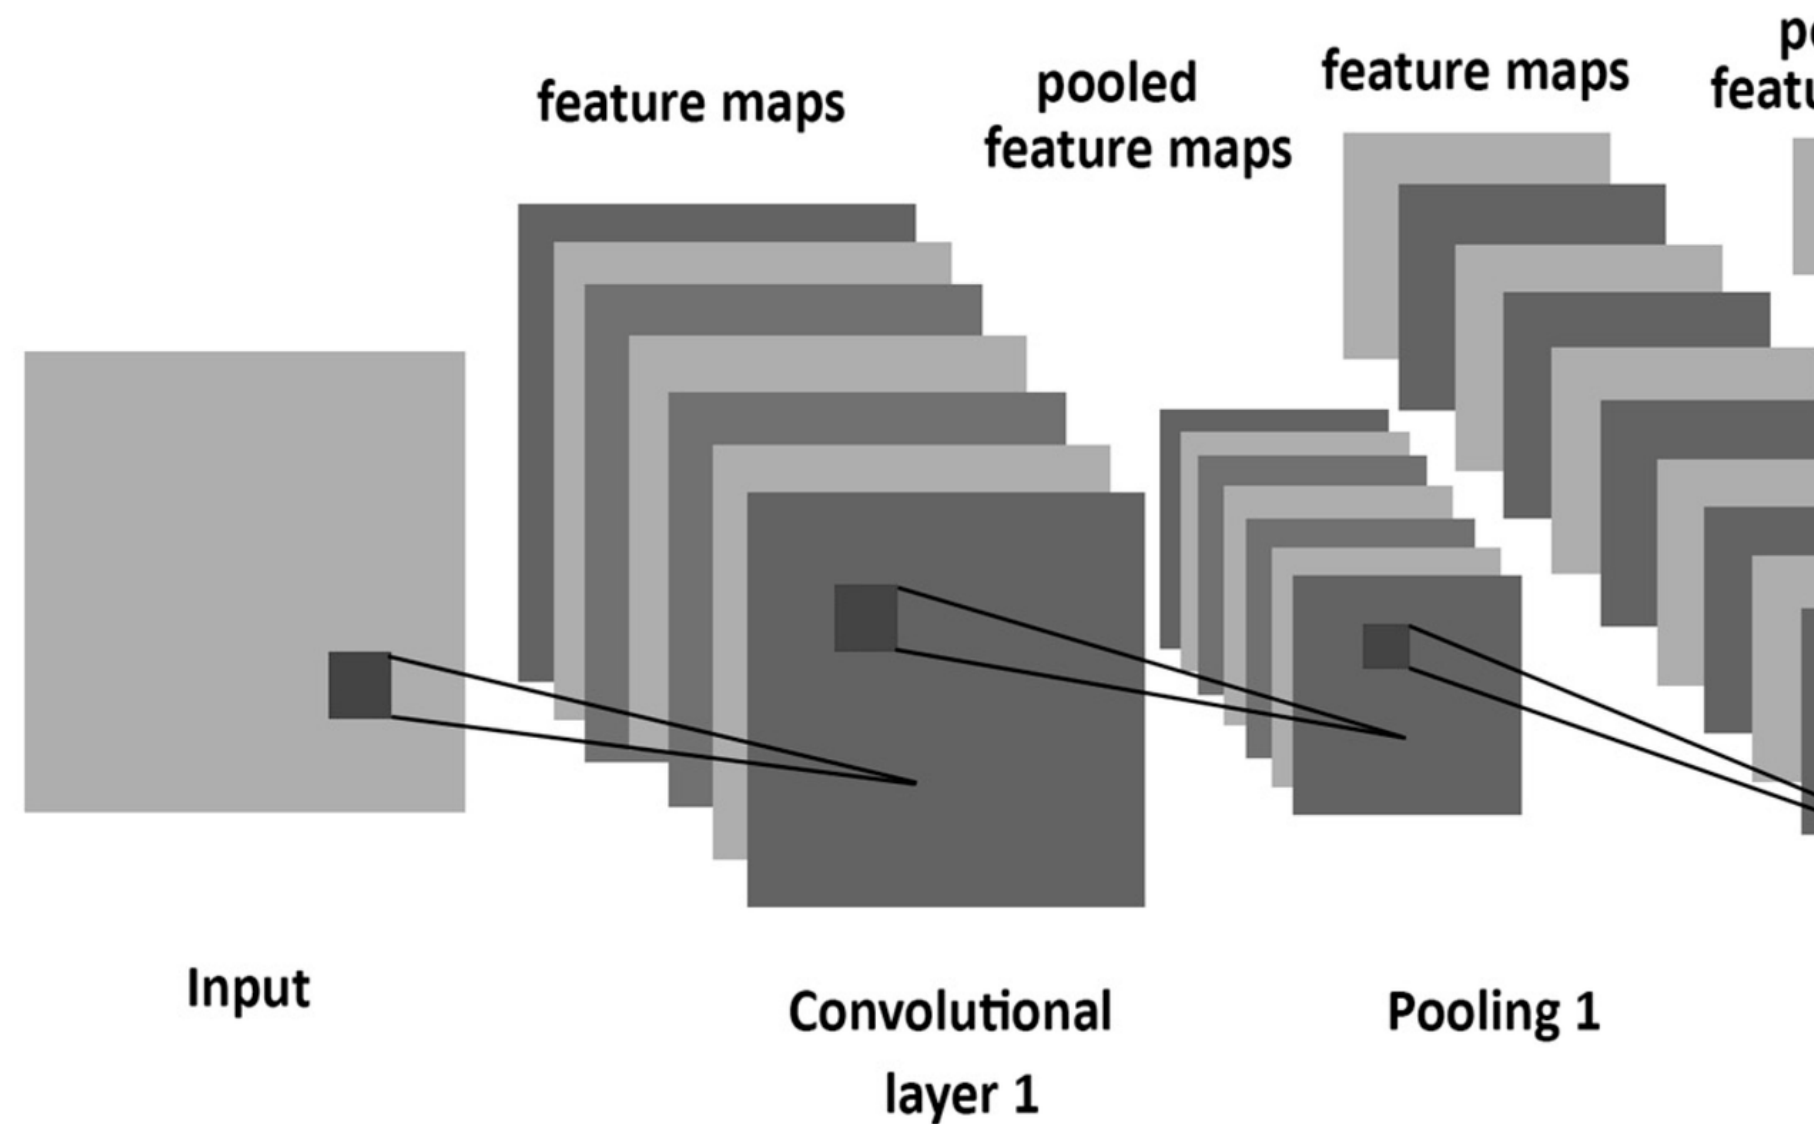 feature maps
pooled
feature maps
feature maps
Input
Convolutional
layer 1
Pooling 1